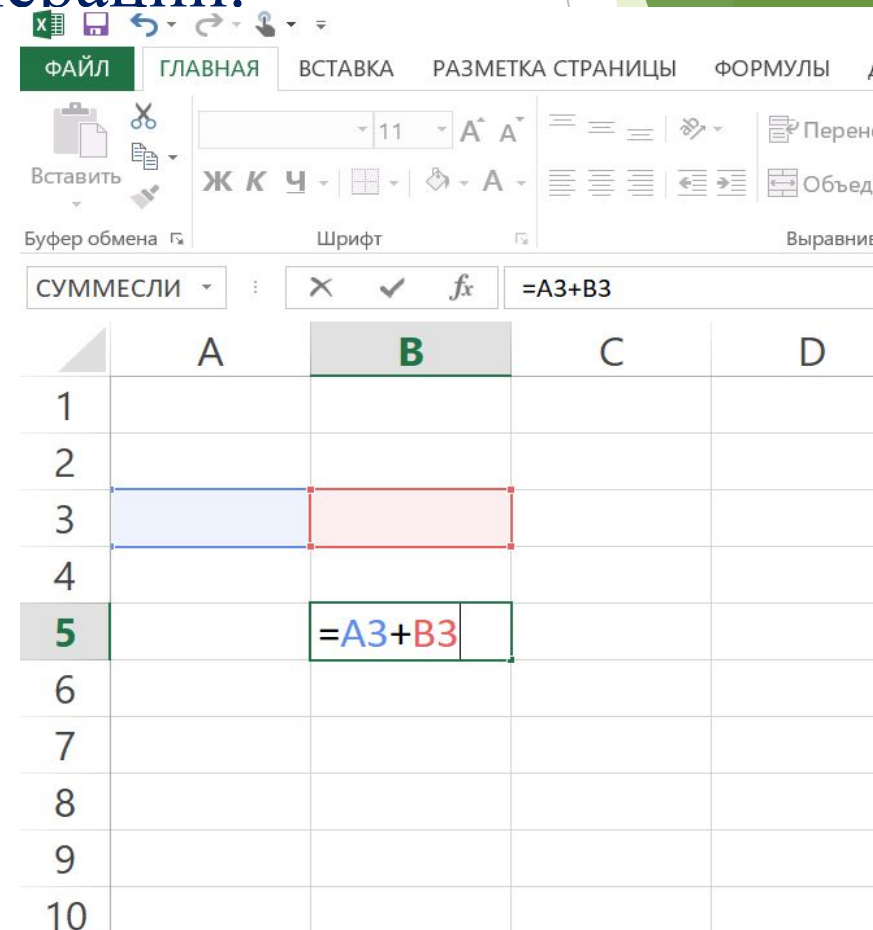 ФАЙЛ ГЛАВНАЯ ВСТАВКА РАЗМЕТКА СТРАНИЦЫ ФОРМУЛЫ
11 A A
Вставить
Ж К Ч
Буфер обмена Шрифт
СУММЕСЛИ fx =A3+B3
A B C D
1
2
3
4
5 =A3+B3
6
7
8
9
10